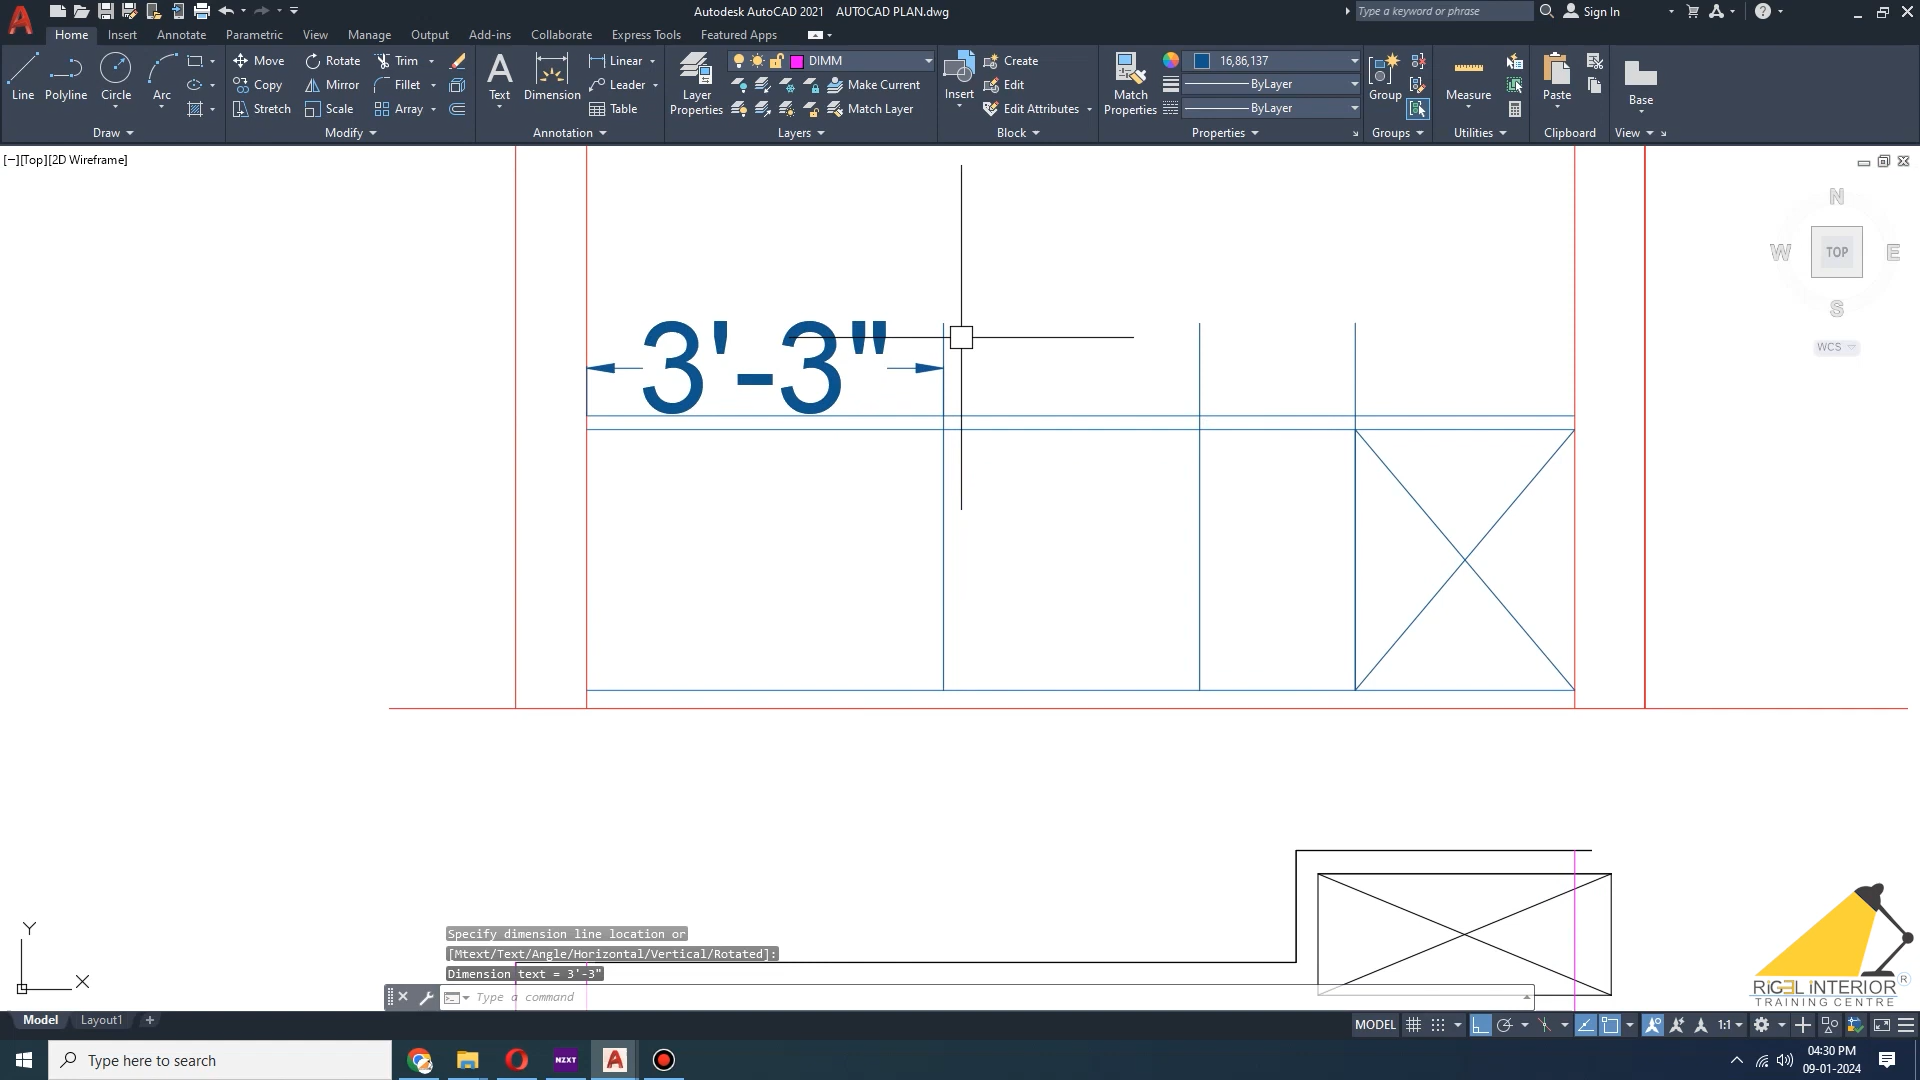 Autodesk AutoCAD 2021 AUTOCAD PLAN.dwg
Type a keyword or phrase
Sign In
Home Insert Annotate Parametric View Manage Output Add-ins Collaborate Express Tools Featured Apps
Line
Polyline
Circle
Arc
Draw
Move
Copy
Stretch
Rotate
Mirror
Scale
Trim
Fillet
Array
Modify
Text
Dimension
Linear
Leader
Table
Annotation
Layer
Properties
DIMM
Make Current
Match Layer
Layers
Insert
Create
Edit
Edit Attributes
Block
Match
Properties
16,86,137
ByLayer
ByLayer
Properties
Group
Groups
Measure
Utilities
Paste
Clipboard
Base
View
[−][Top][2D Wireframe]
N
W TOP E
S
WCS
3'-3"
Y
X
Specify dimension line location or
[Mtext/Text/Angle/Horizontal/Vertical/Rotated]:
Dimension text = 3'-3"
Type a command
RIGEL INTERIOR ®
TRAINING CENTRE
Model Layout1
MODEL 1:1
Type here to search
NZXT
04:30 PM
09-01-2024